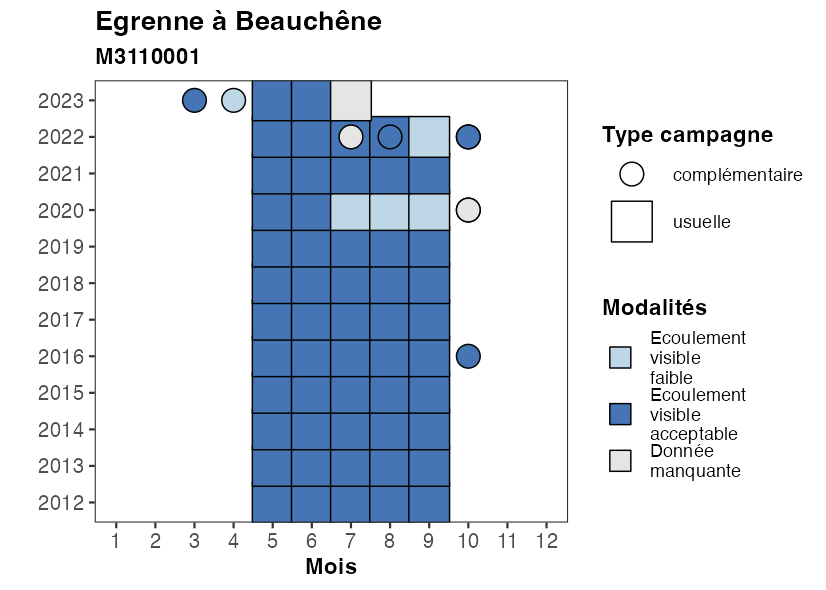 Egrenne à Beauchêne
M3110001
2023
2022
2021
2020
2019
2018
2017
2016
2015
2014
2013
2012
1 2 3 4 5 6 7 8 9 10 11 12
Mois
Type campagne
complémentaire
usuelle
Modalités
Ecoulement
visible
faible
Ecoulement
visible
acceptable
Donnée
manquante